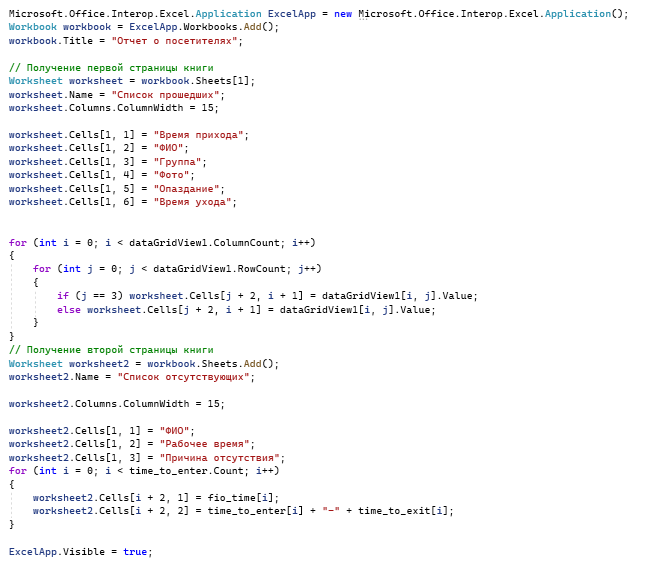 Microsoft.Office.Interop.Excel.Application ExcelApp = new Microsoft.Office.Interop.Excel.Application();
Workbook workbook = ExcelApp.Workbooks.Add();
workbook.Title = "Отчет о посетителях";
// Получение первой страницы книги
Worksheet worksheet = workbook.Sheets[1];
worksheet.Name = "Список прошедших";
worksheet.Columns.ColumnWidth = 15;
worksheet.Cells[1, 1] = "Время прихода";
worksheet.Cells[1, 2] = "ФИО";
worksheet.Cells[1, 3] = "Группа";
worksheet.Cells[1, 4] = "Фото";
worksheet.Cells[1, 5] = "Опаздание";
worksheet.Cells[1, 6] = "Время ухода";
for (int i = 0; i < dataGridView1.ColumnCount; i++)
{
for (int j = 0; j < dataGridView1.RowCount; j++)
{
if (j == 3) worksheet.Cells[j + 2, i + 1] = dataGridView1[i, j].Value;
else worksheet.Cells[j + 2, i + 1] = dataGridView1[i, j].Value;
}
}
// Получение второй страницы книги
Worksheet worksheet2 = workbook.Sheets.Add();
worksheet2.Name = "Список отсутствующих";
worksheet2.Columns.ColumnWidth = 15;
worksheet2.Cells[1, 1] = "ФИО";
worksheet2.Cells[1, 2] = "Рабочее время";
worksheet2.Cells[1, 3] = "Причина отсутствия";
for (int i = 0; i < time_to_enter.Count; i++)
{
worksheet2.Cells[i + 2, 1] = fio_time[i];
worksheet2.Cells[i + 2, 2] = time_to_enter[i] + "-" + time_to_exit[i];
}
ExcelApp.Visible = true;